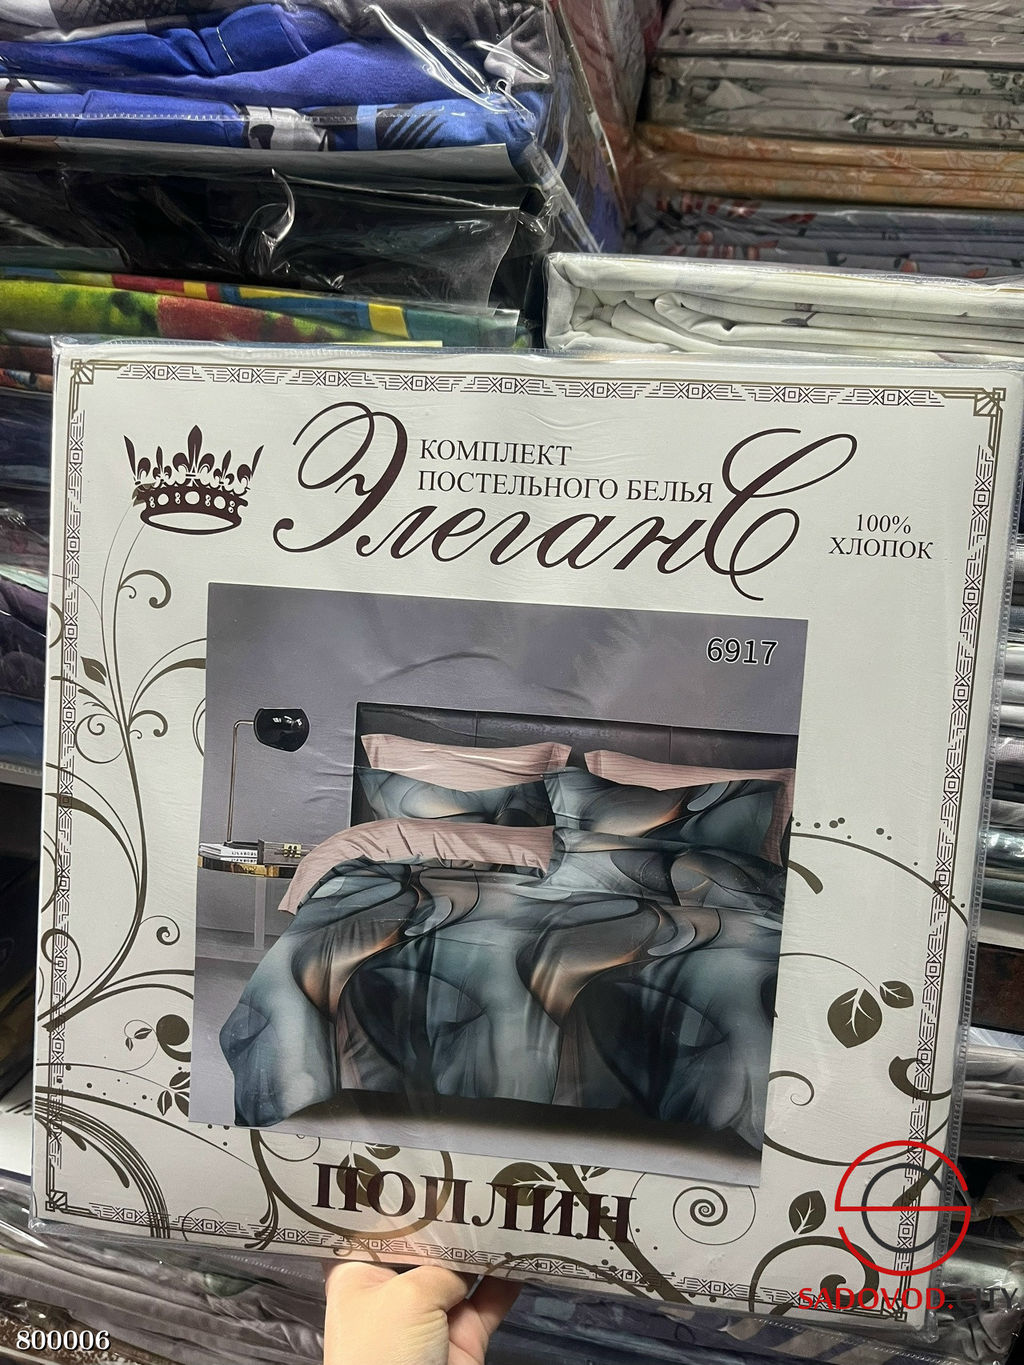 КОМПЛЕКТ
ПОСТЕЛЬНОГО БЕЛЬЯ
ЭлеганС
100%
ХЛОПОК
6917
ПОПЛИН
SADOVOD.CITY
800006